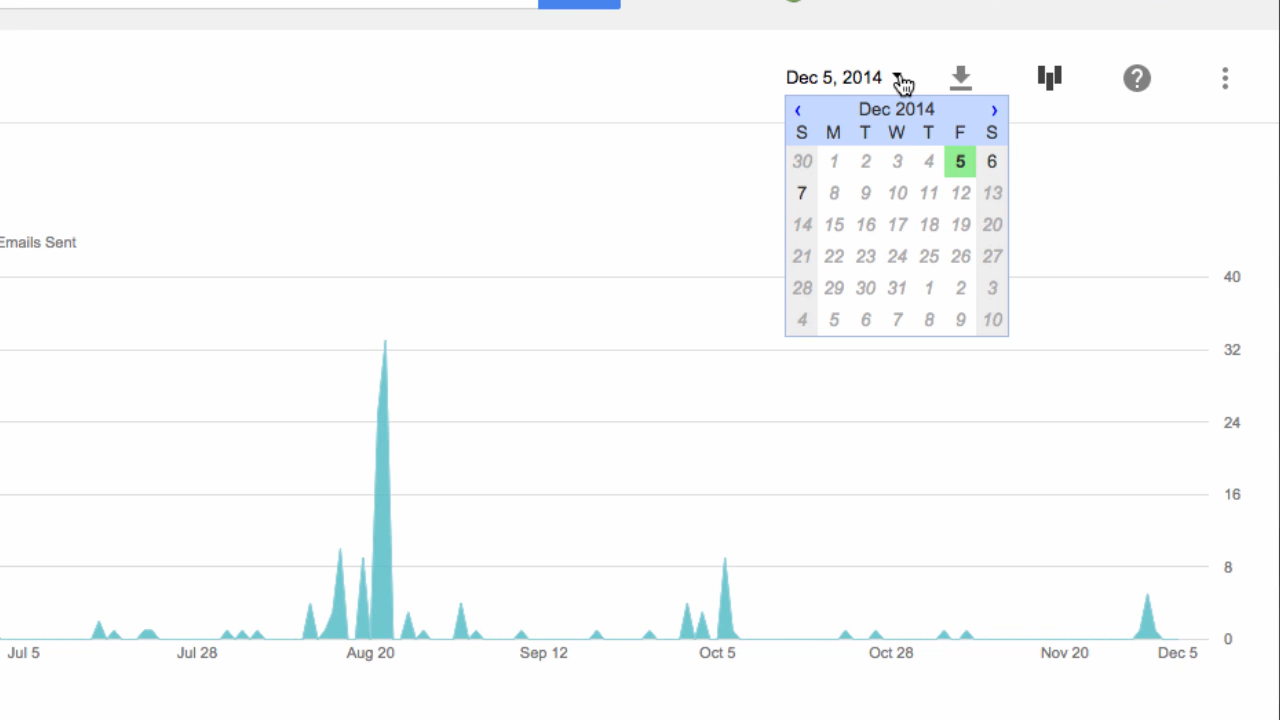 Dec 5, 2014
‹ Dec 2014 ›
S M T W T F S
30 1 2 3 4 5 6
7 8 9 10 11 12 13
14 15 16 17 18 19 20
21 22 23 24 25 26 27
28 29 30 31 1 2 3
4 5 6 7 8 9 10
Emails Sent
40
32
24
16
8
0
Jul 5 Jul 28 Aug 20 Sep 12 Oct 5 Oct 28 Nov 20 Dec 5